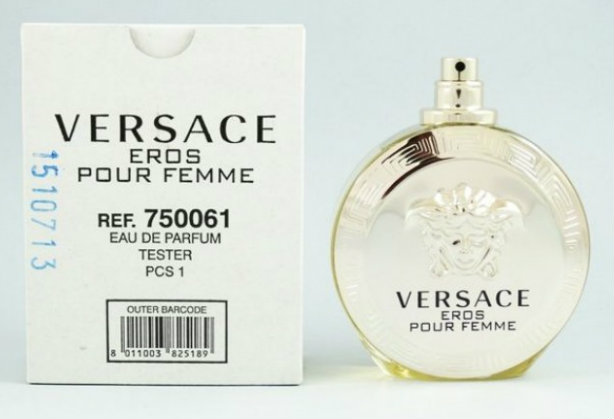 VERSACE
EROS
POUR FEMME
REF. 750061
EAU DE PARFUM
TESTER
PCS 1
OUTER BARCODE
8 011003 825189
1510713
VERSACE
EROS
POUR FEMME